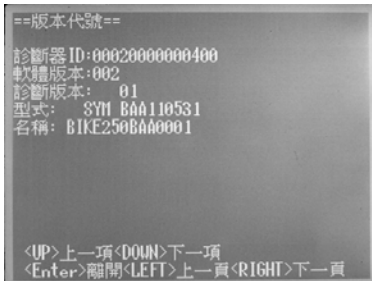 ==版本代號==
診斷器ID:00020000000400
軟體版本:002
診斷版本: 01
型式: SYM BAA110531
名稱: BIKE250BAA0001
<UP>上一項<DOWN>下一項
<Enter>離開<LEFT>上一頁<RIGHT>下一頁